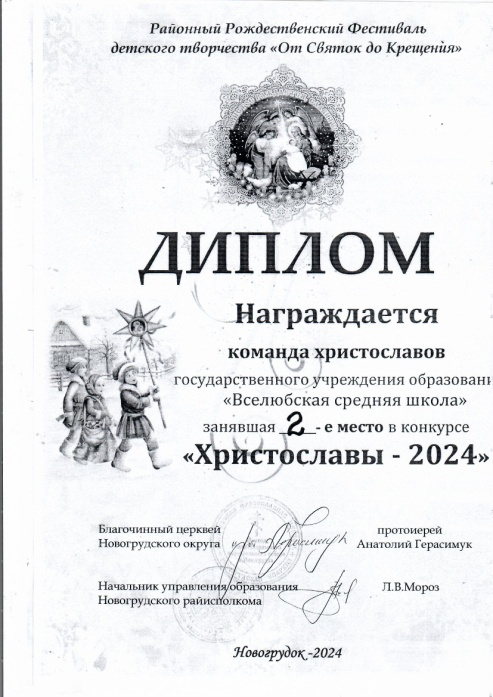 Районный Рождественский Фестиваль
детского творчества «От Святок до Крещения»
ДИПЛОМ
Награждается
команда христославов
государственного учреждения образовани
«Вселюбская средняя школа»
занявшая 2 - е место в конкурсе
«Христославы - 2024»
Благочинный церквей протоиерей
Новогрудского округа Анатолий Герасимук
Начальник управления образования Л.В.Мороз
Новогрудского райисполкома
Новогрудок -2024